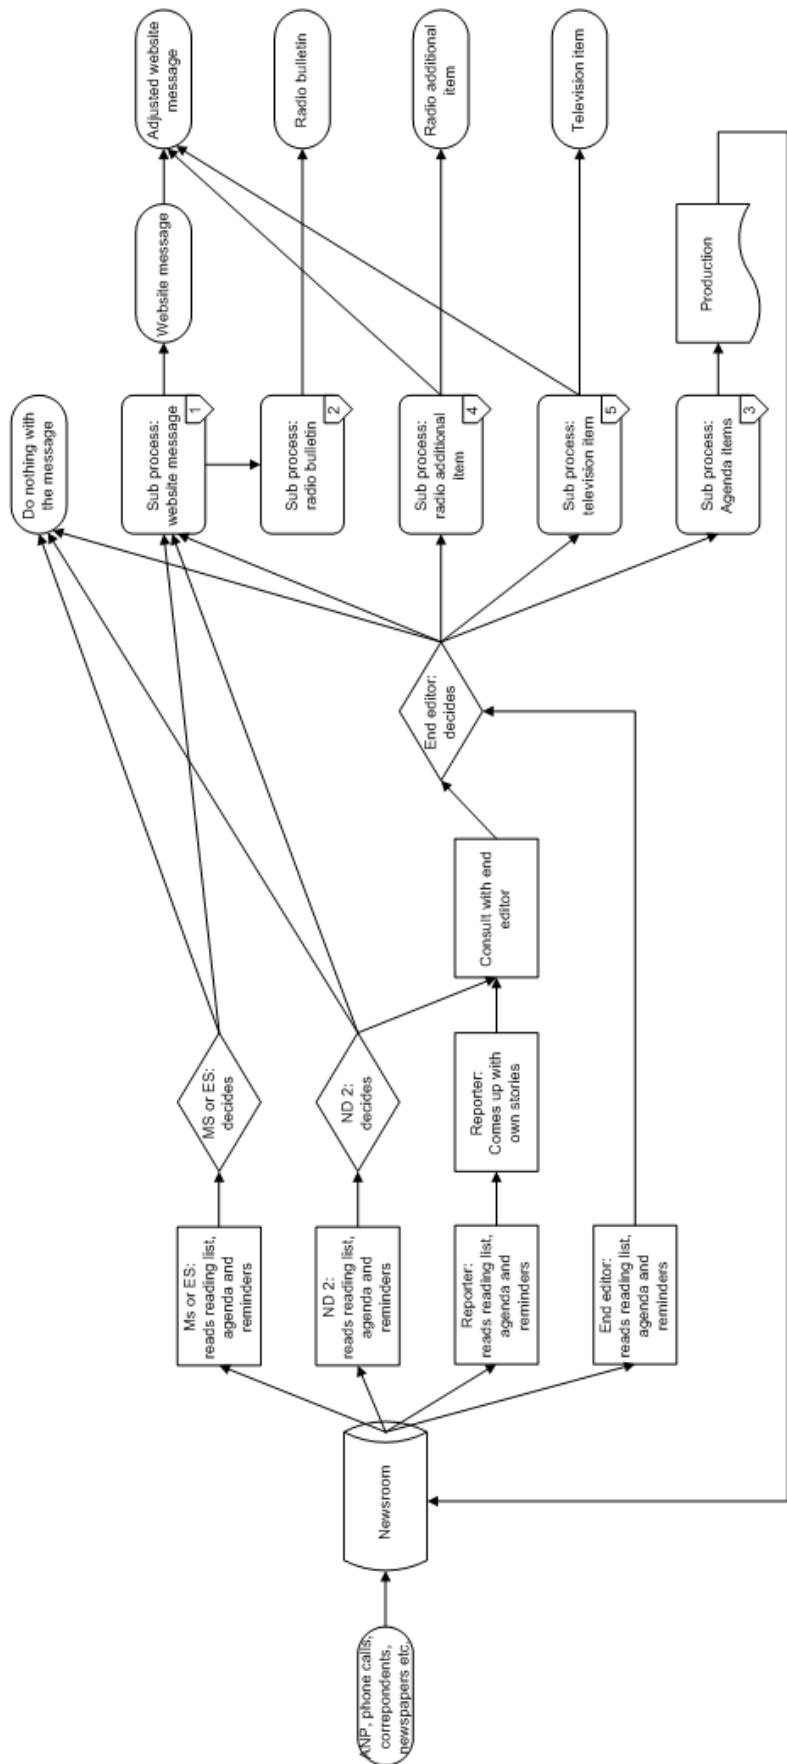 ANP, phone calls,
correpondents,
newspapers etc.
Newsroom
Ms or ES:
reads reading list,
agenda and
reminders
ND 2:
reads reading list,
agenda and
reminders
Reporter:
reads reading list,
agenda and
reminders
End editor:
reads reading list,
agenda and
reminders
MS or ES:
decides
ND 2:
decides
Reporter:
Comes up with
own stories
Consult with end
editor
End editor:
decides
Do nothing with
the message
Sub process:
website message
1
Sub process:
radio bulletin
2
Sub process:
radio additional
item
4
Sub process:
television item
5
Sub process:
Agenda items
3
Website message
Production
Adjusted website
message
Radio bulletin
Radio additional
item
Television item